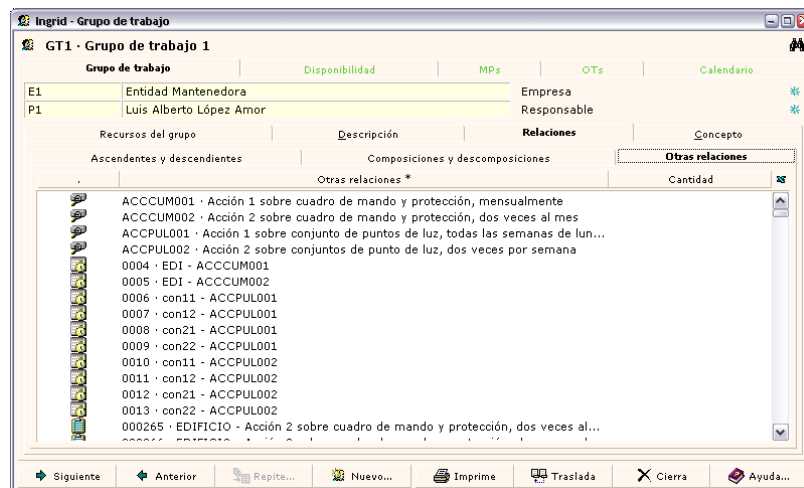 Ingrid - Grupo de trabajo
GT1 · Grupo de trabajo 1
Grupo de trabajo Disponibilidad MPs OTs Calendario
E1 Entidad Mantenedora Empresa
P1 Luis Alberto López Amor Responsable
Recursos del grupo Descripción Relaciones Concepto
Ascendentes y descendientes Composiciones y descomposiciones Otras relaciones
. Otras relaciones * Cantidad
ACCCUM001 · Acción 1 sobre cuadro de mando y protección, mensualmente
ACCCUM002 · Acción 2 sobre cuadro de mando y protección, dos veces al mes
ACCPUL001 · Acción 1 sobre conjunto de puntos de luz, todas las semanas de lun...
ACCPUL002 · Acción 2 sobre conjuntos de punto de luz, dos veces por semana
0004 · EDI - ACCCUM001
0005 · EDI - ACCCUM002
0006 · con11 - ACCPUL001
0007 · con12 - ACCPUL001
0008 · con21 - ACCPUL001
0009 · con22 - ACCPUL001
0010 · con11 - ACCPUL002
0011 · con12 - ACCPUL002
0012 · con21 - ACCPUL002
0013 · con22 - ACCPUL002
000265 · EDIFICIO - Acción 2 sobre cuadro de mando y protección, dos veces al...
Siguiente Anterior Repite... Nuevo... Imprime Traslada Cierra Ayuda...